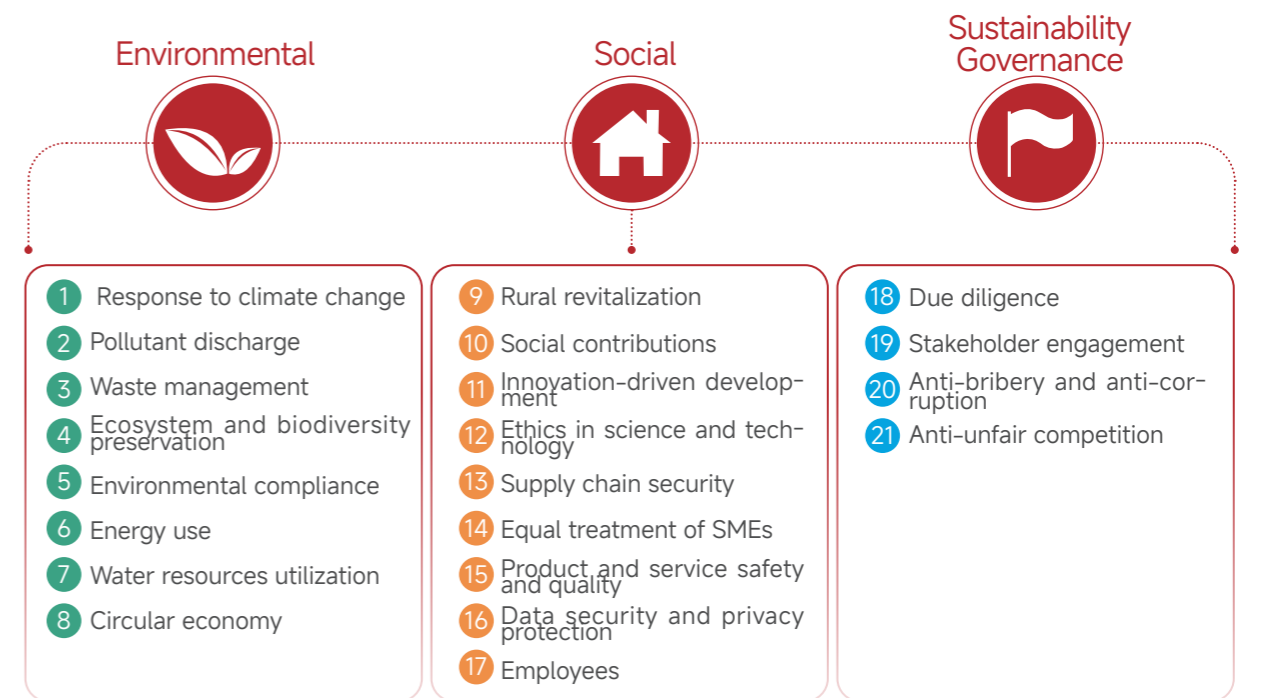 Environmental
Social
Sustainability
Governance
1 Response to climate change
2 Pollutant discharge
3 Waste management
4 Ecosystem and biodiversity
preservation
5 Environmental compliance
6 Energy use
7 Water resources utilization
8 Circular economy
9 Rural revitalization
10 Social contributions
11 Innovation-driven develop-
ment
12 Ethics in science and tech-
nology
13 Supply chain security
14 Equal treatment of SMEs
15 Product and service safety
and quality
16 Data security and privacy
protection
17 Employees
18 Due diligence
19 Stakeholder engagement
20 Anti-bribery and anti-cor-
ruption
21 Anti-unfair competition